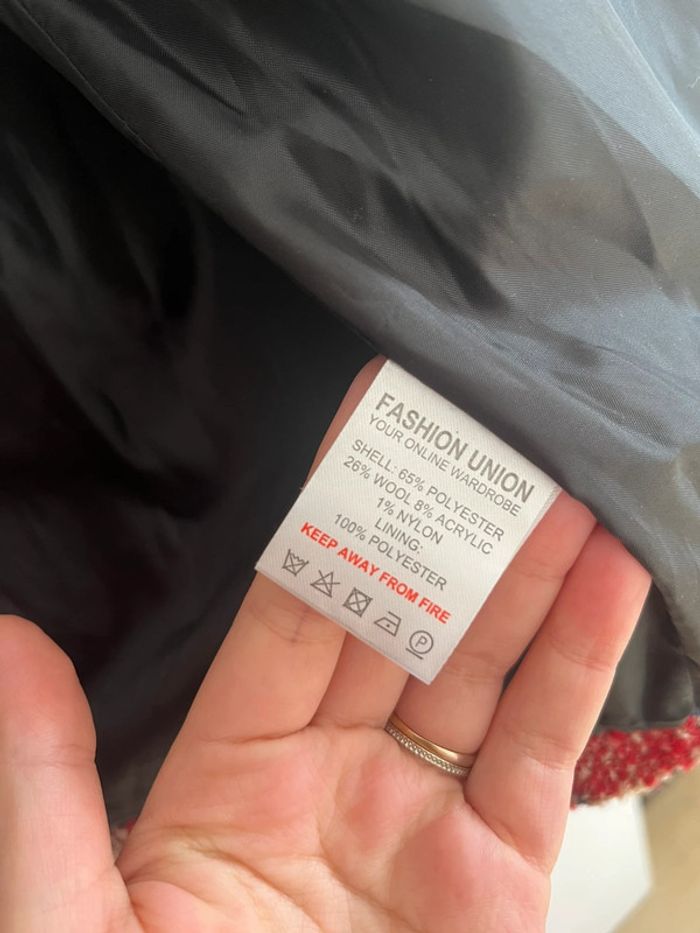 FASHION UNION
YOUR ONLINE WARDROBE
SHELL: 65% POLYESTER
26% WOOL 8% ACRYLIC
1% NYLON
LINING:
100% POLYESTER
KEEP AWAY FROM FIRE
P